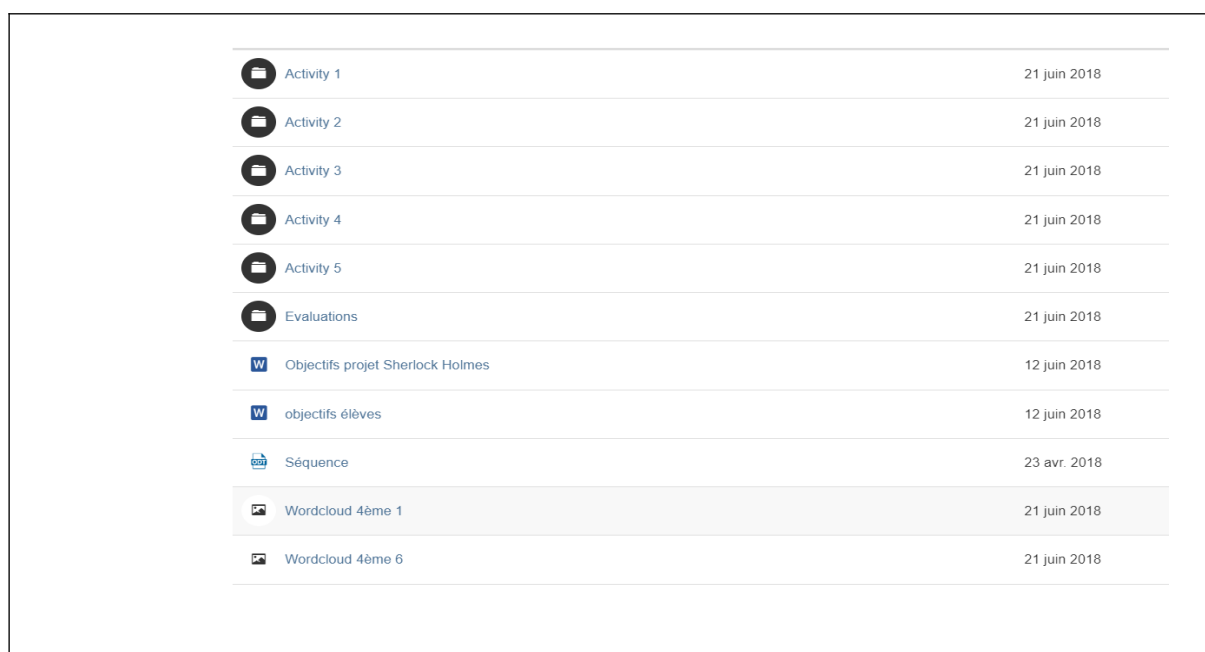 Activity 1 21 juin 2018
Activity 2 21 juin 2018
Activity 3 21 juin 2018
Activity 4 21 juin 2018
Activity 5 21 juin 2018
Evaluations 21 juin 2018
W Objectifs projet Sherlock Holmes 12 juin 2018
W objectifs élèves 12 juin 2018
ODT Séquence 23 avr. 2018
Wordcloud 4ème 1 21 juin 2018
Wordcloud 4ème 6 21 juin 2018